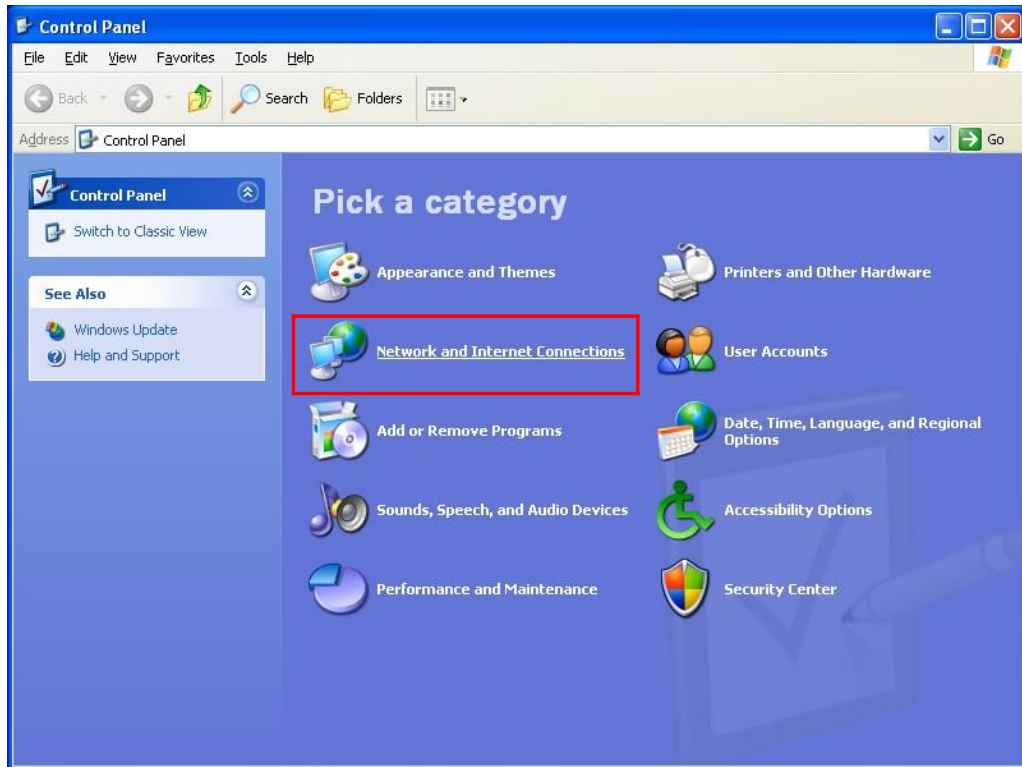 Control Panel
File Edit View Favorites Tools Help
Back Search Folders
Address Control Panel Go
Control Panel
Switch to Classic View
See Also
Windows Update
Help and Support
Pick a category
Appearance and Themes
Printers and Other Hardware
Network and Internet Connections
User Accounts
Add or Remove Programs
Date, Time, Language, and Regional
Options
Sounds, Speech, and Audio Devices
Accessibility Options
Performance and Maintenance
Security Center